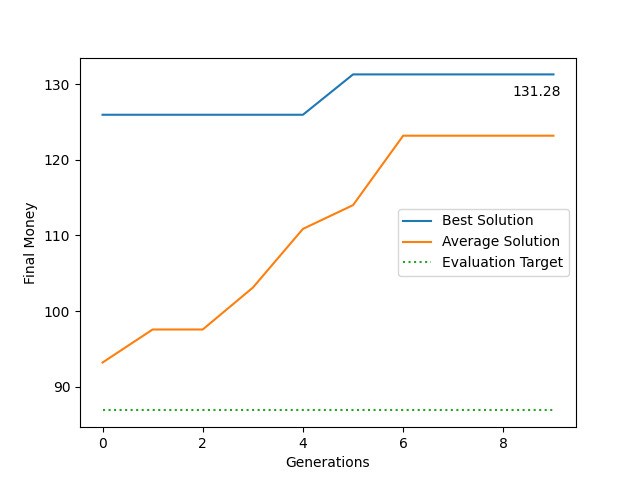 130
120
110
100
90
Final Money
131.28
Best Solution
Average Solution
Evaluation Target
0
2
4
6
8
Generations